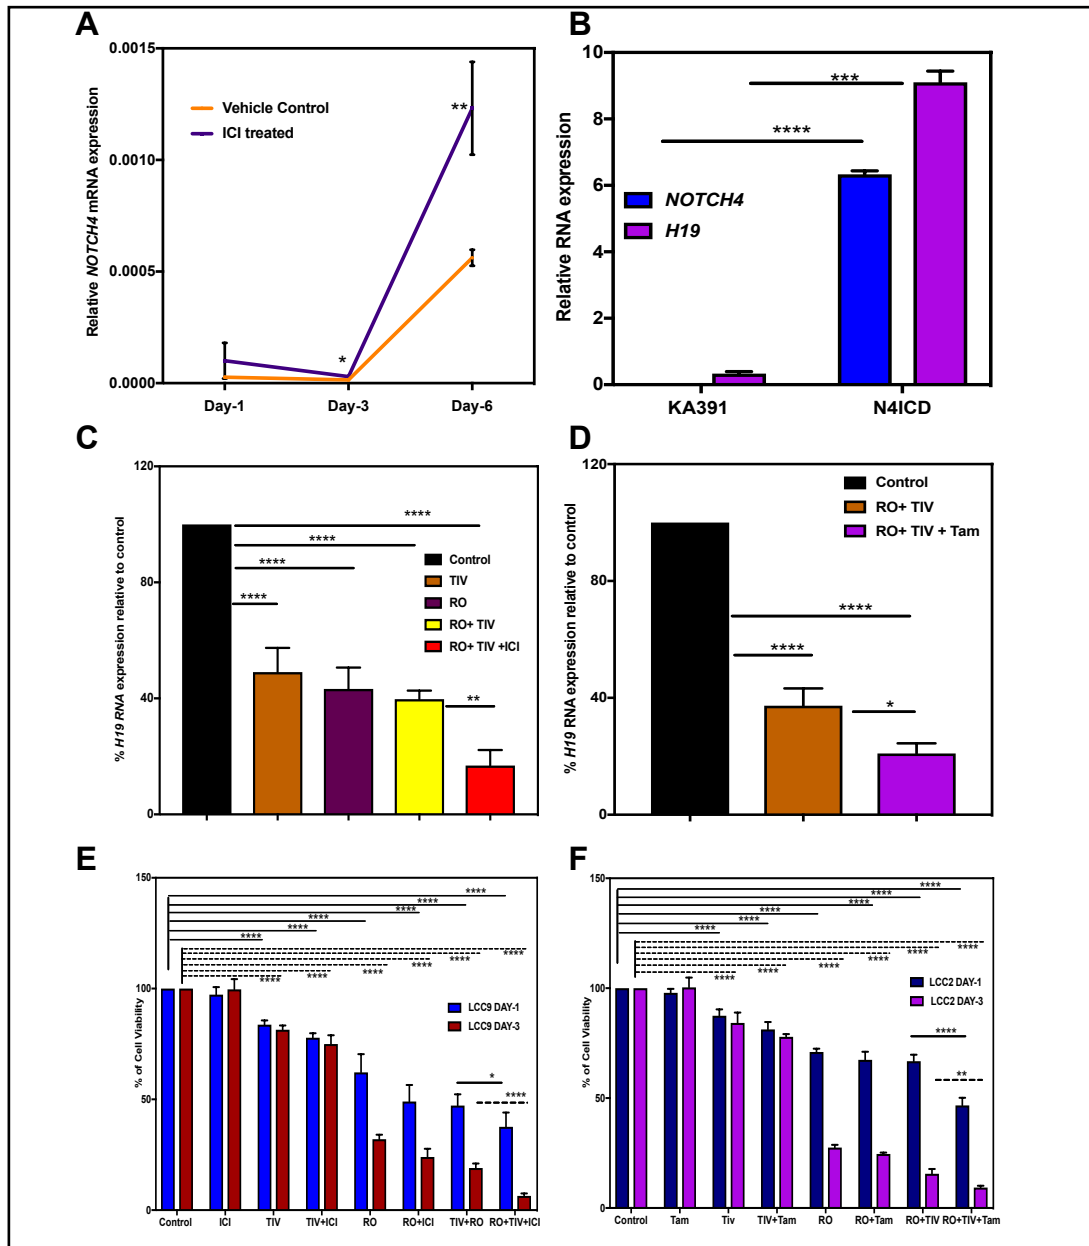 A
Relative NOTCH4 mRNA expression
0.0015
0.0010
0.0005
0.0000
Vehicle Control
ICI treated
**
*
Day-1 Day-3 Day-6
B
Relative RNA expression
10
8
6
4
2
0
***
****
NOTCH4
H19
KA391 N4ICD
C
% H19 RNA expression relative to control
120
80
40
0
****
****
****
****
**
Control
TIV
RO
RO+ TIV
RO+ TIV +ICI
D
% H19 RNA expression relative to control
120
80
40
0
Control
RO+ TIV
RO+ TIV + Tam
****
****
*
E
% of Cell Viability
150
100
50
0
****
****
****
****
****
****
****
****
****
****
****
****
LCC9 DAY-1
LCC9 DAY-3
*
****
Control ICI TIV TIV+ICI RO RO+ICI TIV+RO RO+TIV+ICI
F
% of Cell Viability
150
100
50
0
****
****
****
****
****
****
****
****
****
****
****
****
LCC2 DAY-1
LCC2 DAY-3
****
**
Control Tam Tiv TIV+Tam RO RO+Tam RO+TIV RO+TIV+Tam